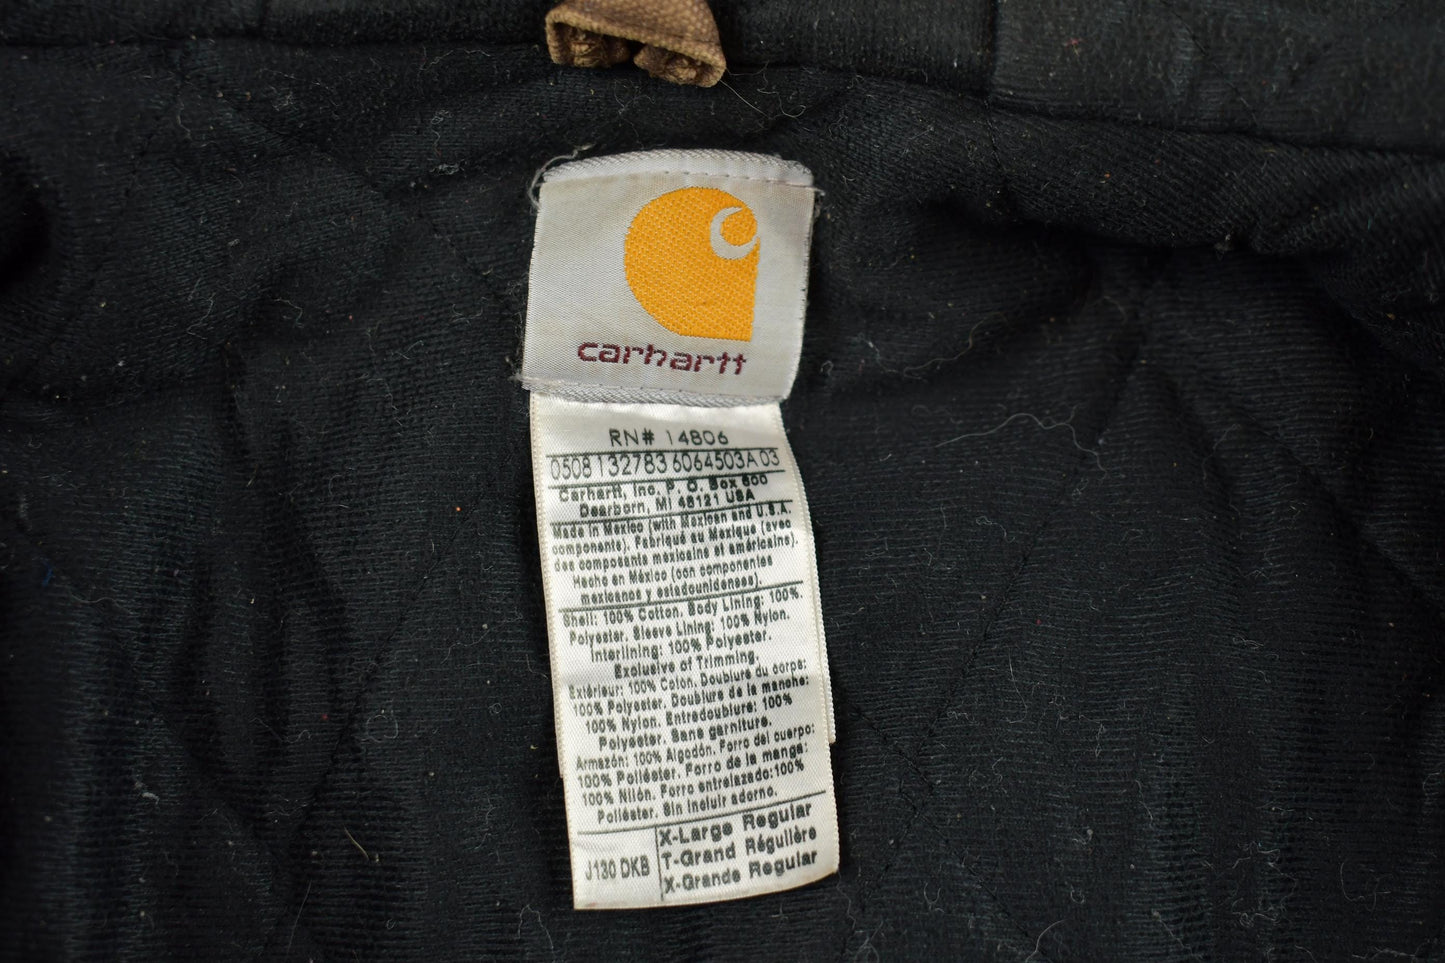 carhartt
RN# 14806
0508 132783 6064503A 03
Carhartt, Inc. P. O. Box 600
Dearborn, MI 48121 USA
Made in Mexico (with Mexican and U.S.A.
components). Fabriqué au Mexique (avec
des composants mexicains et américains).
Hecho en México (con componentes
mexicanos y estadounidenses).
Shell: 100% Cotton. Body Lining: 100%
Polyester. Sleeve Lining: 100% Nylon.
Interlining: 100% Polyester.
Exclusive of Trimming.
Extérieur: 100% Coton. Doublure du corps:
100% Polyester. Doublure de la manche:
100% Nylon. Entredoublure: 100%
Polyester. Sans garniture.
Armazón: 100% Algodón. Forro del cuerpo:
100% Poliéster. Forro de la manga:
100% Nilón. Forro entrelazado:100%
Poliéster. Sin incluir adorno.
J130 DKB
X-Large Regular
T-Grand Régulière
X-Grande Regular